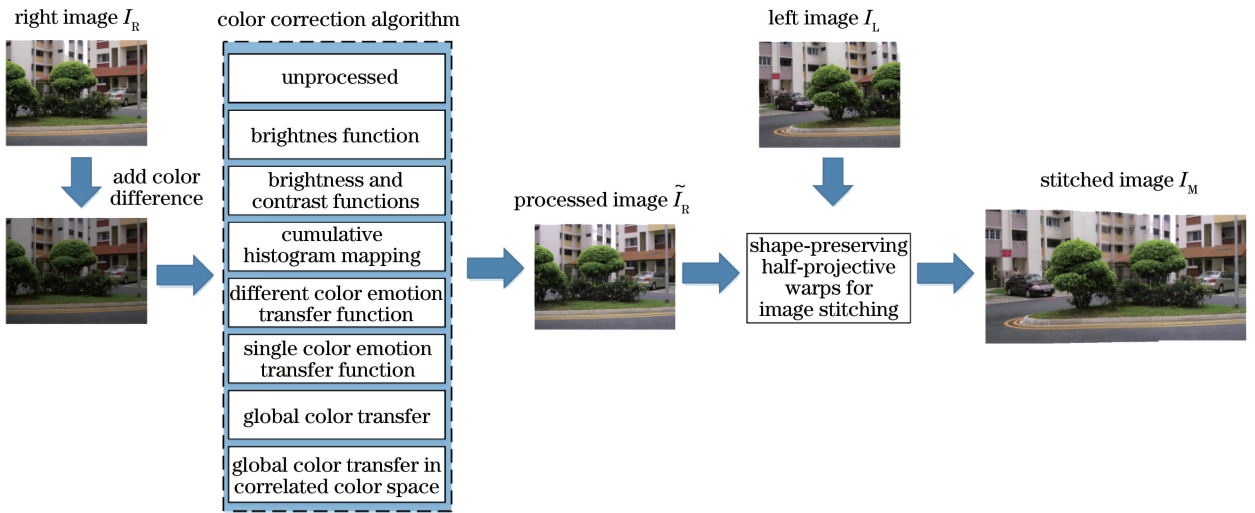 right image I_R
add color
difference
color correction algorithm
unprocessed
brightnes function
brightness and
contrast functions
cumulative
histogram mapping
different color emotion
transfer function
single color emotion
transfer function
global color transfer
global color transfer in
correlated color space
processed image Ĩ_R
left image I_L
shape-preserving
half-projective
warps for
image stitching
stitched image I_M